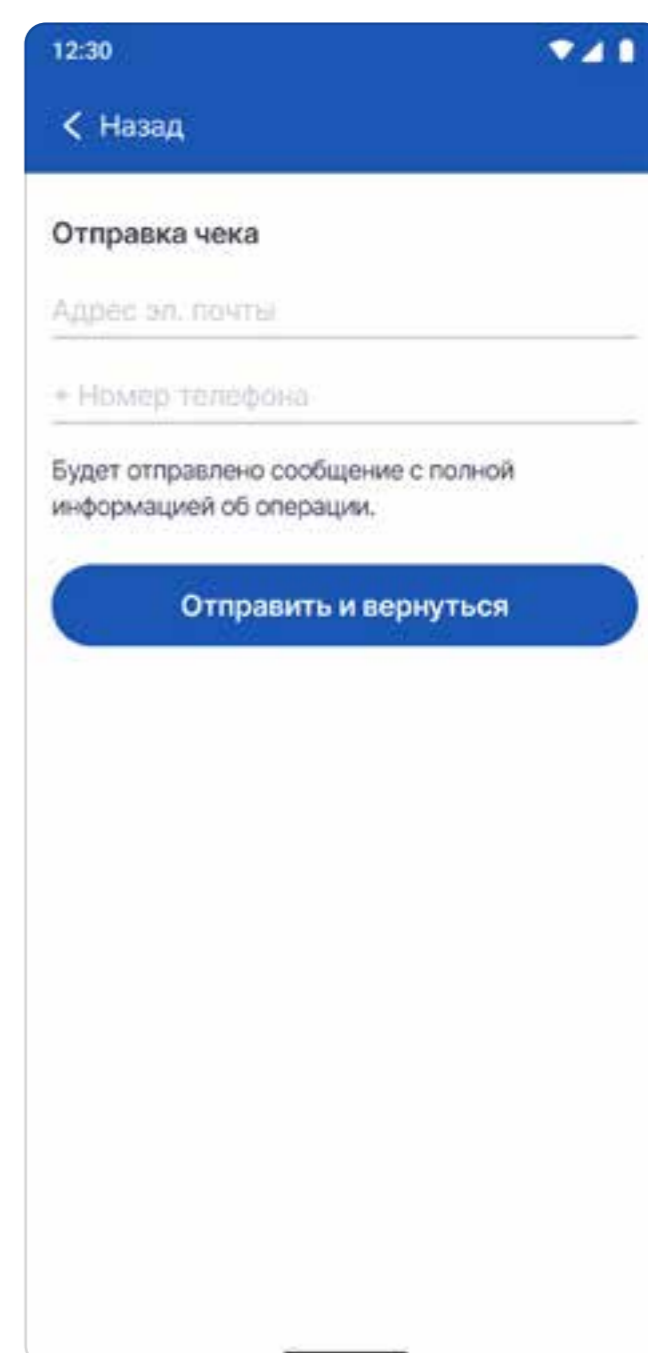 12:30
Назад
Отправка чека
Адрес эл. почты
+ Номер телефона
Будет отправлено сообщение с полной
информацией об операции.
Отправить и вернуться